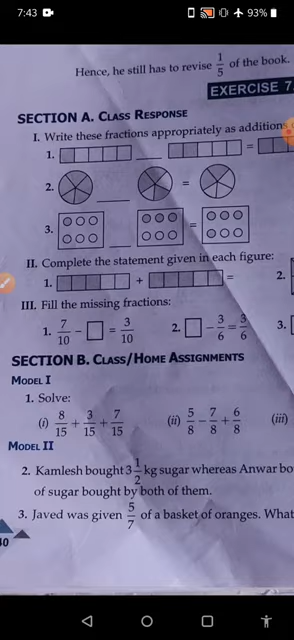 7:43 93%
Hence, he still has to revise 1/5 of the book.
EXERCISE 7
SECTION A. CLASS RESPONSE
I. Write these fractions appropriately as additions
1. ___ =
2. ___ =
3. ___ =
II. Complete the statement given in each figure:
1. + = 2.
III. Fill the missing fractions:
1. 7/10 − □ = 3/10 2. □ − 3/6 = 3/6 3.
SECTION B. CLASS/HOME ASSIGNMENTS
MODEL I
1. Solve:
(i) 8/15 + 3/15 + 7/15 (ii) 5/8 − 7/8 + 6/8 (iii)
MODEL II
2. Kamlesh bought 3 1/2 kg sugar whereas Anwar bo
of sugar bought by both of them.
3. Javed was given 5/7 of a basket of oranges. What
40